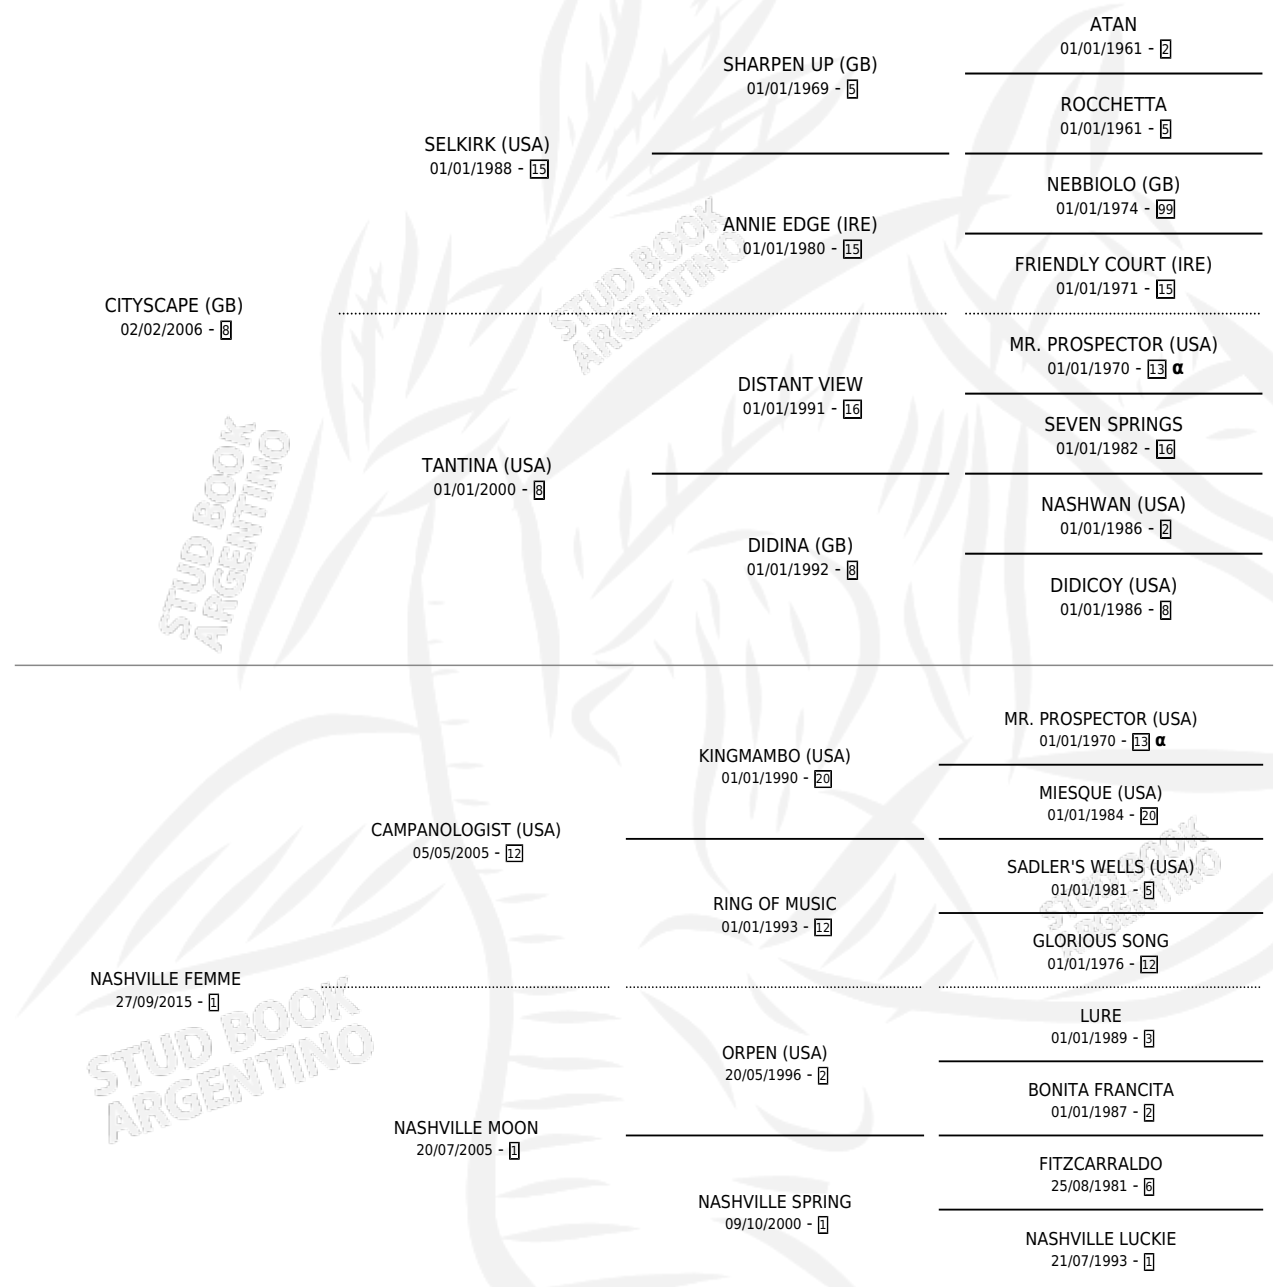 ATAN
01/01/1961 - 2
SHARPEN UP (GB)
01/01/1969 - 5
ROCCHETTA
01/01/1961 - 5
SELKIRK (USA)
01/01/1988 - 15
NEBBIOLO (GB)
01/01/1974 - 99
ANNIE EDGE (IRE)
01/01/1980 - 15
FRIENDLY COURT (IRE)
01/01/1971 - 15
CITYSCAPE (GB)
02/02/2006 - 8
MR. PROSPECTOR (USA)
01/01/1970 - 13 α
DISTANT VIEW
01/01/1991 - 16
SEVEN SPRINGS
01/01/1982 - 16
TANTINA (USA)
01/01/2000 - 8
NASHWAN (USA)
01/01/1986 - 2
DIDINA (GB)
01/01/1992 - 8
DIDICOY (USA)
01/01/1986 - 8
MR. PROSPECTOR (USA)
01/01/1970 - 13 α
KINGMAMBO (USA)
01/01/1990 - 20
MIESQUE (USA)
01/01/1984 - 20
CAMPANOLOGIST (USA)
05/05/2005 - 12
SADLER'S WELLS (USA)
01/01/1981 - 5
RING OF MUSIC
01/01/1993 - 12
GLORIOUS SONG
01/01/1976 - 12
NASHVILLE FEMME
27/09/2015 - 1
LURE
01/01/1989 - 3
ORPEN (USA)
20/05/1996 - 2
BONITA FRANCITA
01/01/1987 - 2
NASHVILLE MOON
20/07/2005 - 1
FITZCARRALDO
25/08/1981 - 6
NASHVILLE SPRING
09/10/2000 - 1
NASHVILLE LUCKIE
21/07/1993 - 1
STUD BOOK
ARGENTINO
STUD BOOK
ARGENTINO
STUD BOOK
ARGENTINO
STUD BOOK
ARGENTINO